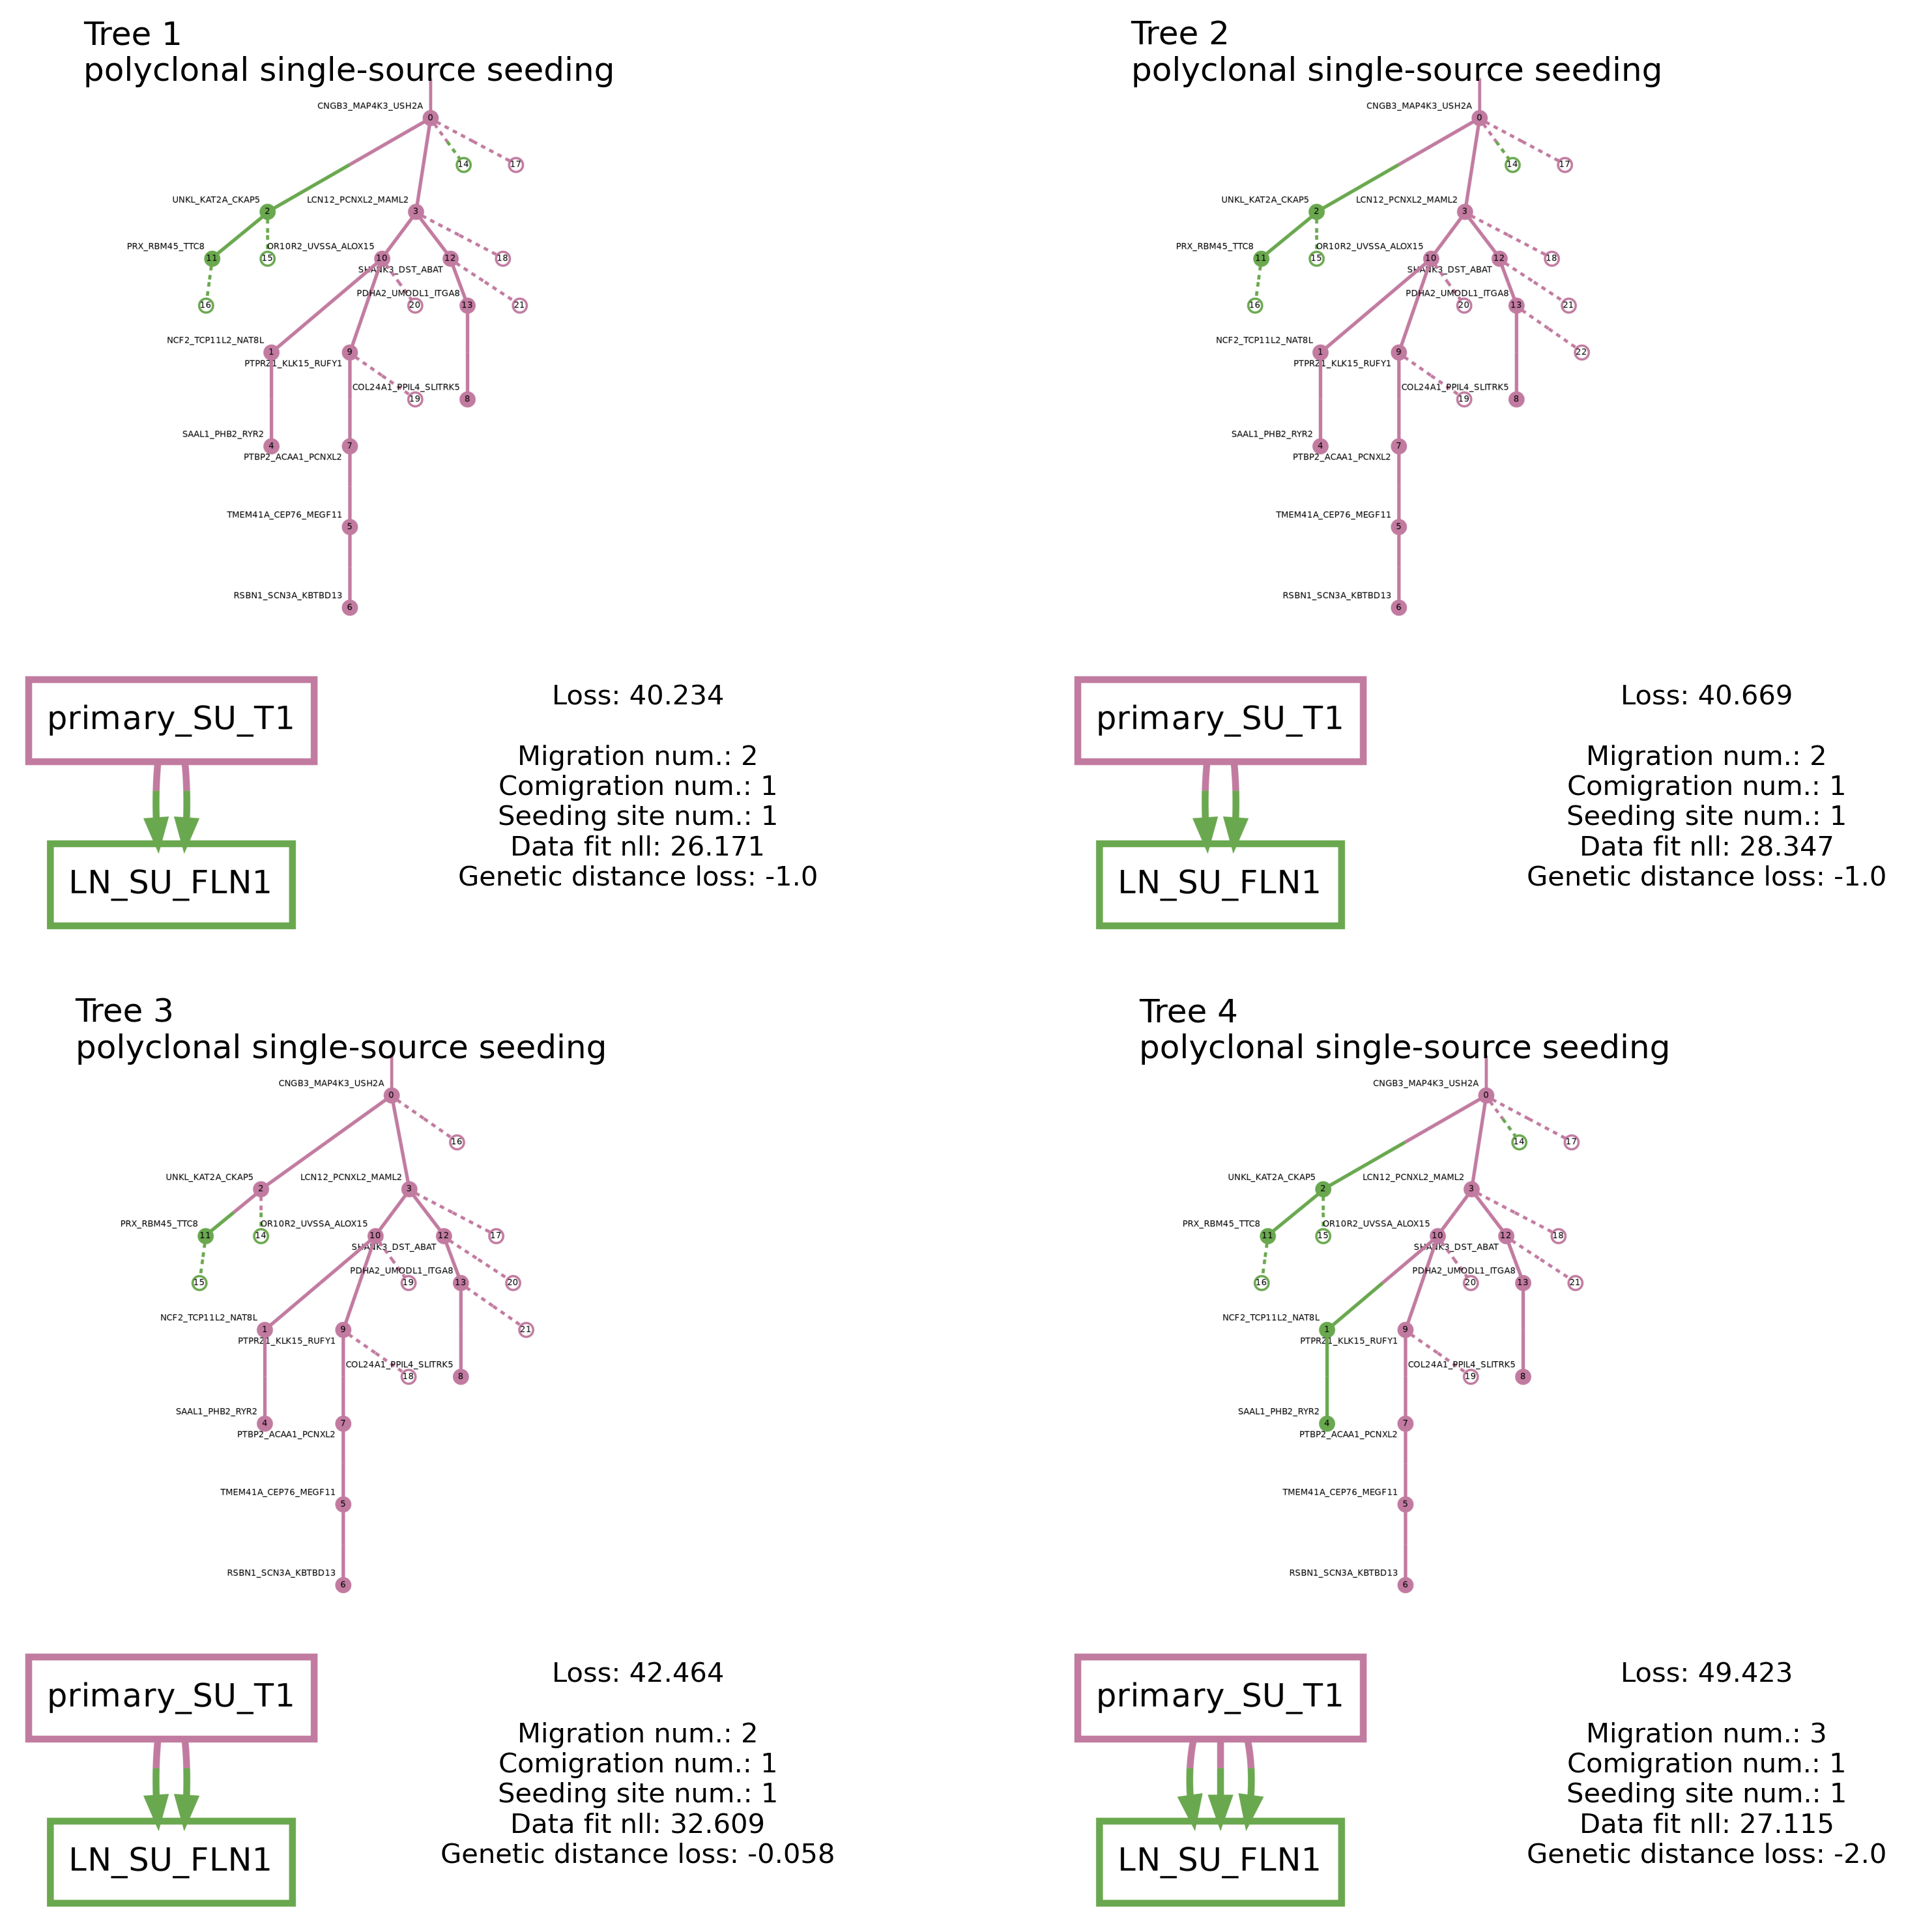 Tree 1
polyclonal single-source seeding
CNGB3_MAP4K3_USH2A
0
14
17
UNKL_KAT2A_CKAP5
2
LCN12_PCNXL2_MAML2
3
PRX_RBM45_TTC8
11
15
OR10R2_UVSSA_ALOX15
10
12
18
SHANK3_DST_ABAT
16
PDHA2_UMODL1_ITGA8
20
13
21
NCF2_TCP11L2_NAT8L
1
9
PTPRZ1_KLK15_RUFY1
COL24A1_PPIL4_SLITRK5
19
8
SAAL1_PHB2_RYR2
4
7
PTBP2_ACAA1_PCNXL2
TMEM41A_CEP76_MEGF11
5
RSBN1_SCN3A_KBTBD13
6
primary_SU_T1
LN_SU_FLN1
Loss: 40.234
Migration num.: 2
Comigration num.: 1
Seeding site num.: 1
Data fit nll: 26.171
Genetic distance loss: -1.0
Tree 2
polyclonal single-source seeding
CNGB3_MAP4K3_USH2A
0
14
17
UNKL_KAT2A_CKAP5
2
LCN12_PCNXL2_MAML2
3
PRX_RBM45_TTC8
11
15
OR10R2_UVSSA_ALOX15
10
12
18
SHANK3_DST_ABAT
16
PDHA2_UMODL1_ITGA8
20
13
21
NCF2_TCP11L2_NAT8L
1
9
22
PTPRZ1_KLK15_RUFY1
COL24A1_PPIL4_SLITRK5
19
8
SAAL1_PHB2_RYR2
4
7
PTBP2_ACAA1_PCNXL2
TMEM41A_CEP76_MEGF11
5
RSBN1_SCN3A_KBTBD13
6
primary_SU_T1
LN_SU_FLN1
Loss: 40.669
Migration num.: 2
Comigration num.: 1
Seeding site num.: 1
Data fit nll: 28.347
Genetic distance loss: -1.0
Tree 3
polyclonal single-source seeding
CNGB3_MAP4K3_USH2A
0
16
UNKL_KAT2A_CKAP5
2
LCN12_PCNXL2_MAML2
3
PRX_RBM45_TTC8
11
14
OR10R2_UVSSA_ALOX15
10
12
17
SHANK3_DST_ABAT
15
PDHA2_UMODL1_ITGA8
19
13
20
NCF2_TCP11L2_NAT8L
1
9
21
PTPRZ1_KLK15_RUFY1
COL24A1_PPIL4_SLITRK5
18
8
SAAL1_PHB2_RYR2
4
7
PTBP2_ACAA1_PCNXL2
TMEM41A_CEP76_MEGF11
5
RSBN1_SCN3A_KBTBD13
6
primary_SU_T1
LN_SU_FLN1
Loss: 42.464
Migration num.: 2
Comigration num.: 1
Seeding site num.: 1
Data fit nll: 32.609
Genetic distance loss: -0.058
Tree 4
polyclonal single-source seeding
CNGB3_MAP4K3_USH2A
0
14
17
UNKL_KAT2A_CKAP5
2
LCN12_PCNXL2_MAML2
3
PRX_RBM45_TTC8
11
15
OR10R2_UVSSA_ALOX15
10
12
18
SHANK3_DST_ABAT
16
PDHA2_UMODL1_ITGA8
20
13
21
NCF2_TCP11L2_NAT8L
1
9
PTPRZ1_KLK15_RUFY1
COL24A1_PPIL4_SLITRK5
19
8
SAAL1_PHB2_RYR2
4
7
PTBP2_ACAA1_PCNXL2
TMEM41A_CEP76_MEGF11
5
RSBN1_SCN3A_KBTBD13
6
primary_SU_T1
LN_SU_FLN1
Loss: 49.423
Migration num.: 3
Comigration num.: 1
Seeding site num.: 1
Data fit nll: 27.115
Genetic distance loss: -2.0